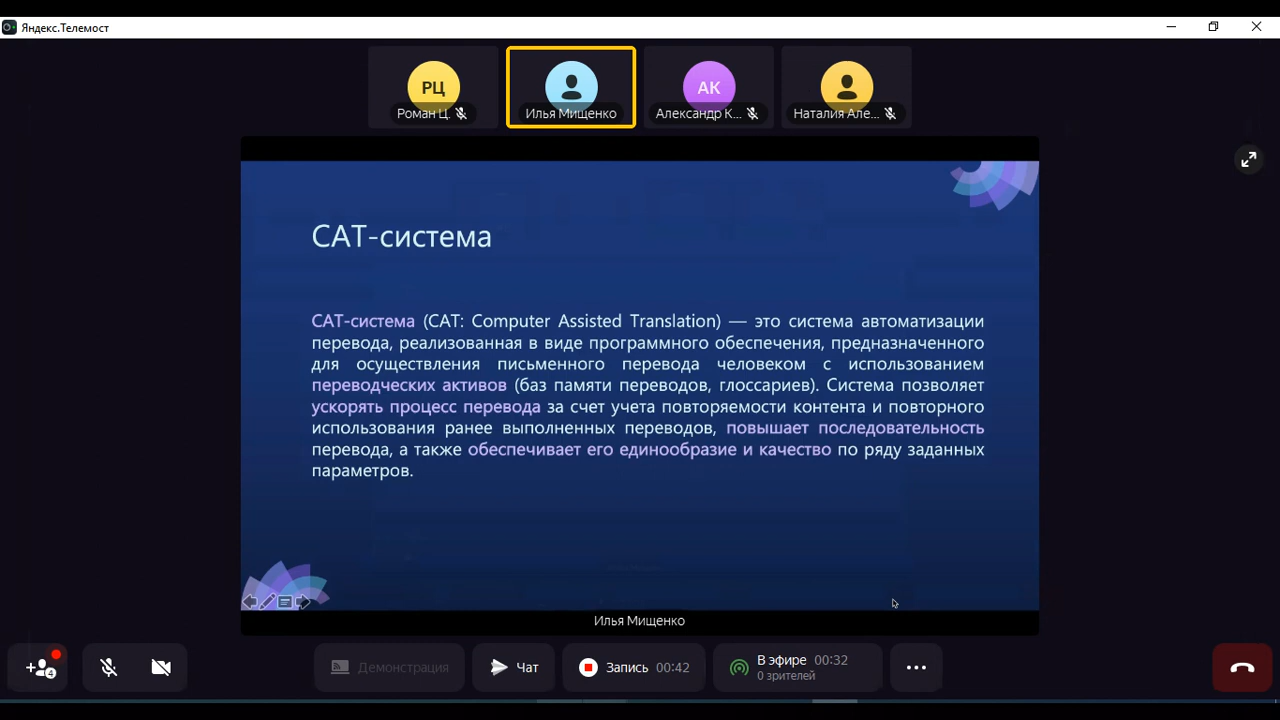 Яндекс.Телемост
РЦ
АК
Роман Ц.
Илья Мищенко
Александр К...
Наталия Але...
CAT-система
CAT-система (CAT: Computer Assisted Translation) — это система автоматизации
перевода, реализованная в виде программного обеспечения, предназначенного
для осуществления письменного перевода человеком с использованием
переводческих активов (баз памяти переводов, глоссариев). Система позволяет
ускорять процесс перевода за счет учета повторяемости контента и повторного
использования ранее выполненных переводов, повышает последовательность
перевода, а также обеспечивает его единообразие и качество по ряду заданных
параметров.
Илья Мищенко
4
Демонстрация
Чат
Запись 00:42
В эфире 00:32
0 зрителей